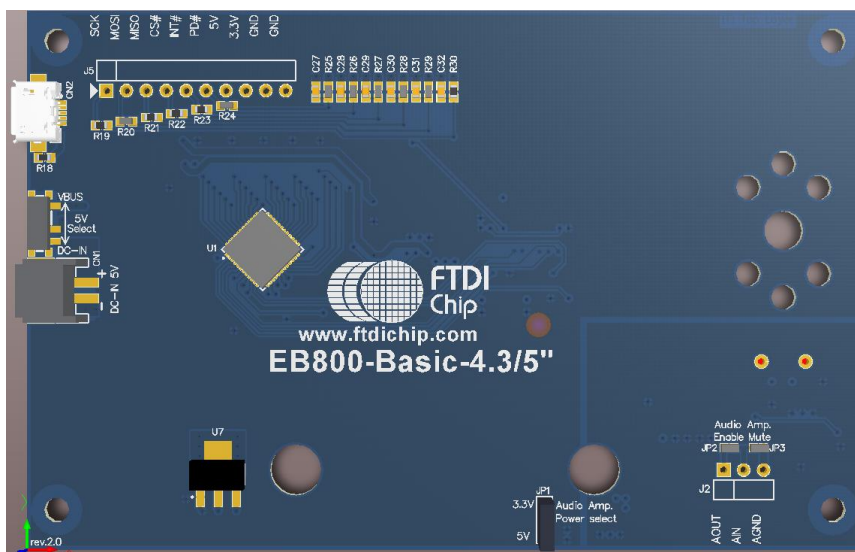 SCK MOSI MISO CS# INT# PD# 5V 3.3V GND GND
J5
CN2
C27 R25 C28 R26 C29 R27 C30 R28 C31 R29 C32 R30
R19 R20 R21 R22 R23 R24
R18
VBUS
5V
Select
DC-IN
CN1
+ 5V
- DC-IN
U1
FTDI
Chip
www.ftdichip.com
EB800-Basic-4.3/5"
U7
Audio Amp.
Enable Mute
JP2 JP3
J2
AOUT AIN AGND
JP1
3.3V
5V
Audio Amp.
Power select
rev.2.0